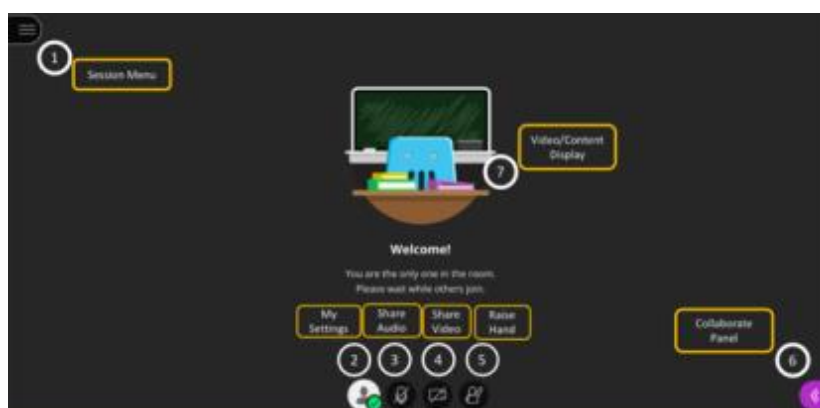 1
Session Menu
Video/Content
Display
7
Welcome!
You are the only one in the room.
Please wait while others join.
My
Settings
Share
Audio
Share
Video
Raise
Hand
Collaborate
Panel
2
3
4
5
6